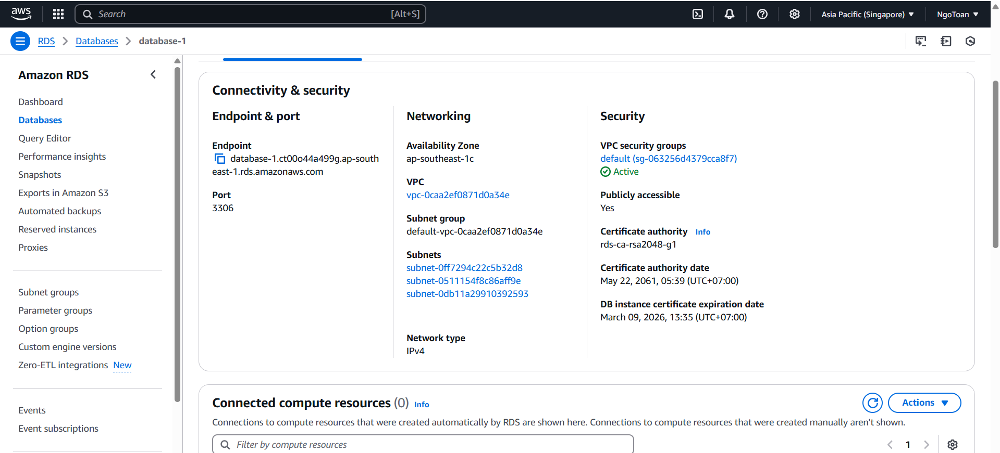 aws
Search
[Alt+S]
Asia Pacific (Singapore)
NgoToan
RDS
Databases
database-1
Amazon RDS
Dashboard
Databases
Query Editor
Performance insights
Snapshots
Exports in Amazon S3
Automated backups
Reserved instances
Proxies
Subnet groups
Parameter groups
Option groups
Custom engine versions
Zero-ETL integrations New
Events
Event subscriptions
Connectivity & security
Endpoint & port
Endpoint
database-1.ct00o44a499g.ap-south
east-1.rds.amazonaws.com
Port
3306
Networking
Availability Zone
ap-southeast-1c
VPC
vpc-0caa2ef0871d0a34e
Subnet group
default-vpc-0caa2ef0871d0a34e
Subnets
subnet-0ff7294c22c5b32d8
subnet-0511154f8c86aff9e
subnet-0db11a29910392593
Network type
IPv4
Security
VPC security groups
default (sg-063256d4379cca8f7)
Active
Publicly accessible
Yes
Certificate authority Info
rds-ca-rsa2048-g1
Certificate authority date
May 22, 2061, 05:39 (UTC+07:00)
DB instance certificate expiration date
March 09, 2026, 13:35 (UTC+07:00)
Connected compute resources (0) Info
Actions
Connections to compute resources that were created automatically by RDS are shown here. Connections to compute resources that were created manually aren't shown.
Filter by compute resources
1